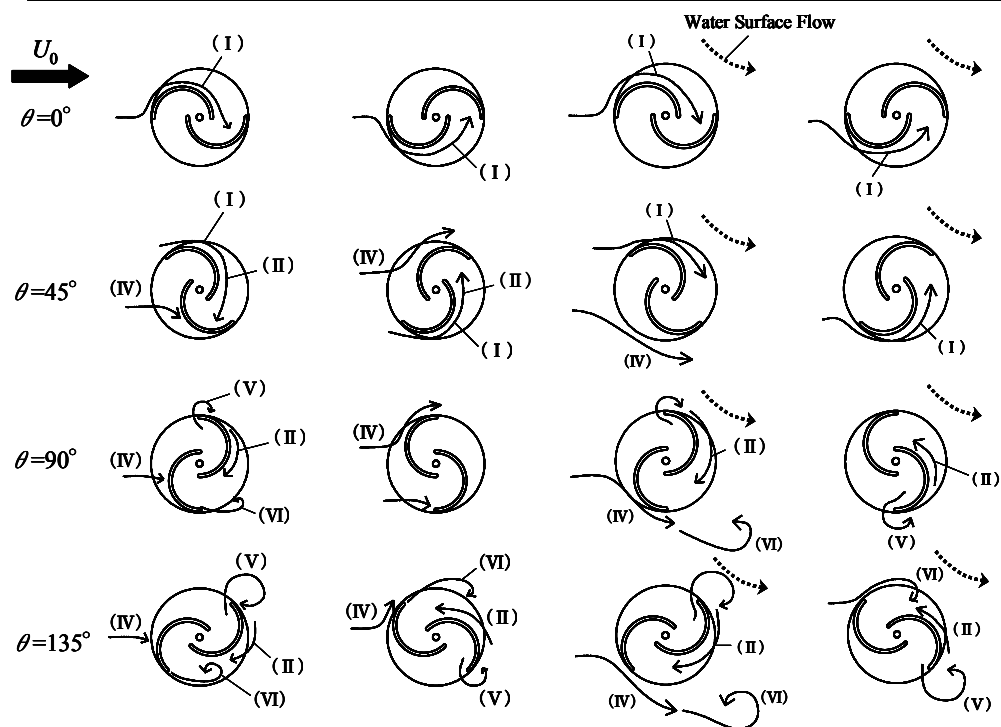 Water Surface Flow
U0
(I)
(I)
(I)
(I)
θ=0°
(I)
(I)
(IV)
(II)
(IV)
(II)
(I)
θ=45°
(IV)
(I)
(V)
(IV)
(II)
(IV)
(II)
(II)
θ=90°
(VI)
(IV)
(VI)
(V)
(V)
(VI)
(VI)
(IV)
(IV)
(II)
(II)
θ=135°
(II)
(II)
(VI)
(V)
(IV)
(VI)
(V)